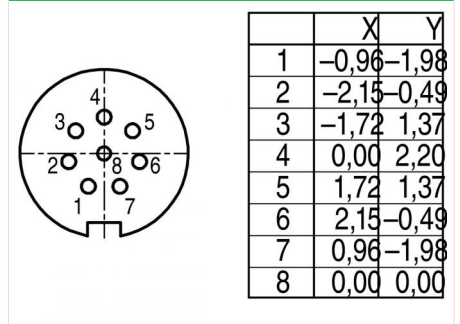 4
3 5
2 8 6
1 7
X Y
1 –0,96 –1,98
2 –2,15 –0,49
3 –1,72 1,37
4 0,00 2,20
5 1,72 1,37
6 2,15 –0,49
7 0,96 –1,98
8 0,00 0,00